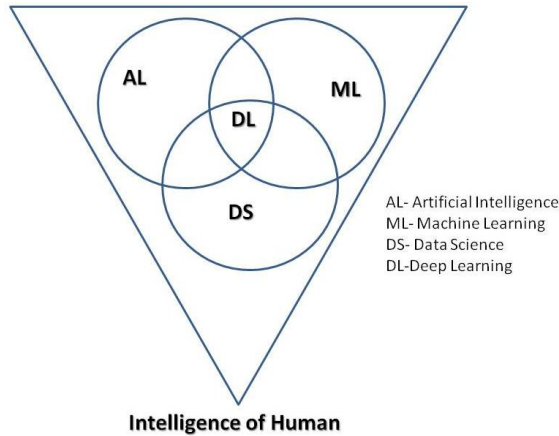 AL
ML
DL
DS
AL- Artificial Intelligence
ML- Machine Learning
DS- Data Science
DL-Deep Learning
Intelligence of Human